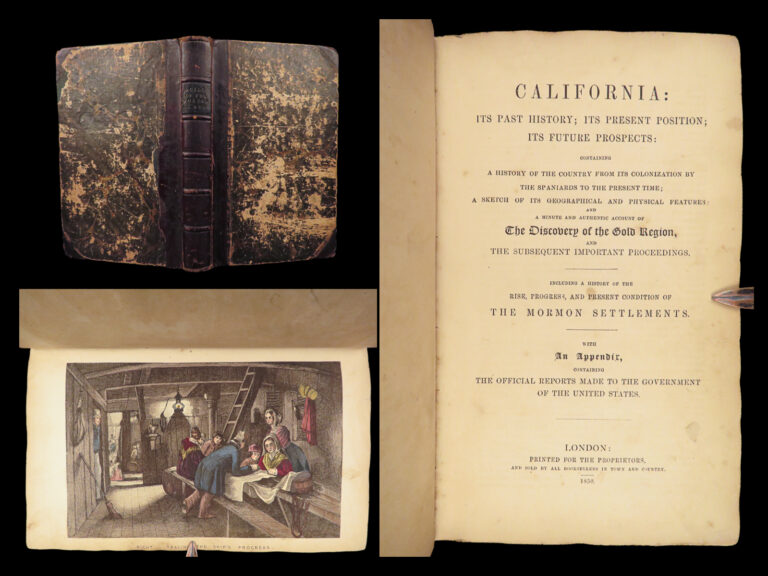 CALIFORNIA:
ITS PAST HISTORY; ITS PRESENT POSITION;
ITS FUTURE PROSPECTS:
CONTAINING
A HISTORY OF THE COUNTRY FROM ITS COLONIZATION BY
THE SPANIARDS TO THE PRESENT TIME;
A SKETCH OF ITS GEOGRAPHICAL AND PHYSICAL FEATURES:
AND
A MINUTE AND AUTHENTIC ACCOUNT OF
The Discovery of the Gold Region,
AND
THE SUBSEQUENT IMPORTANT PROCEEDINGS.
INCLUDING A HISTORY OF THE
RISE, PROGRESS, AND PRESENT CONDITION OF
THE MORMON SETTLEMENTS.
WITH
An Appendix,
CONTAINING
THE OFFICIAL REPORTS MADE TO THE GOVERNMENT
OF THE UNITED STATES.
LONDON:
PRINTED FOR THE PROPRIETORS,
AND SOLD BY ALL BOOKSELLERS IN TOWN AND COUNTRY.
1850.
THE SHIP'S PROGRESS.